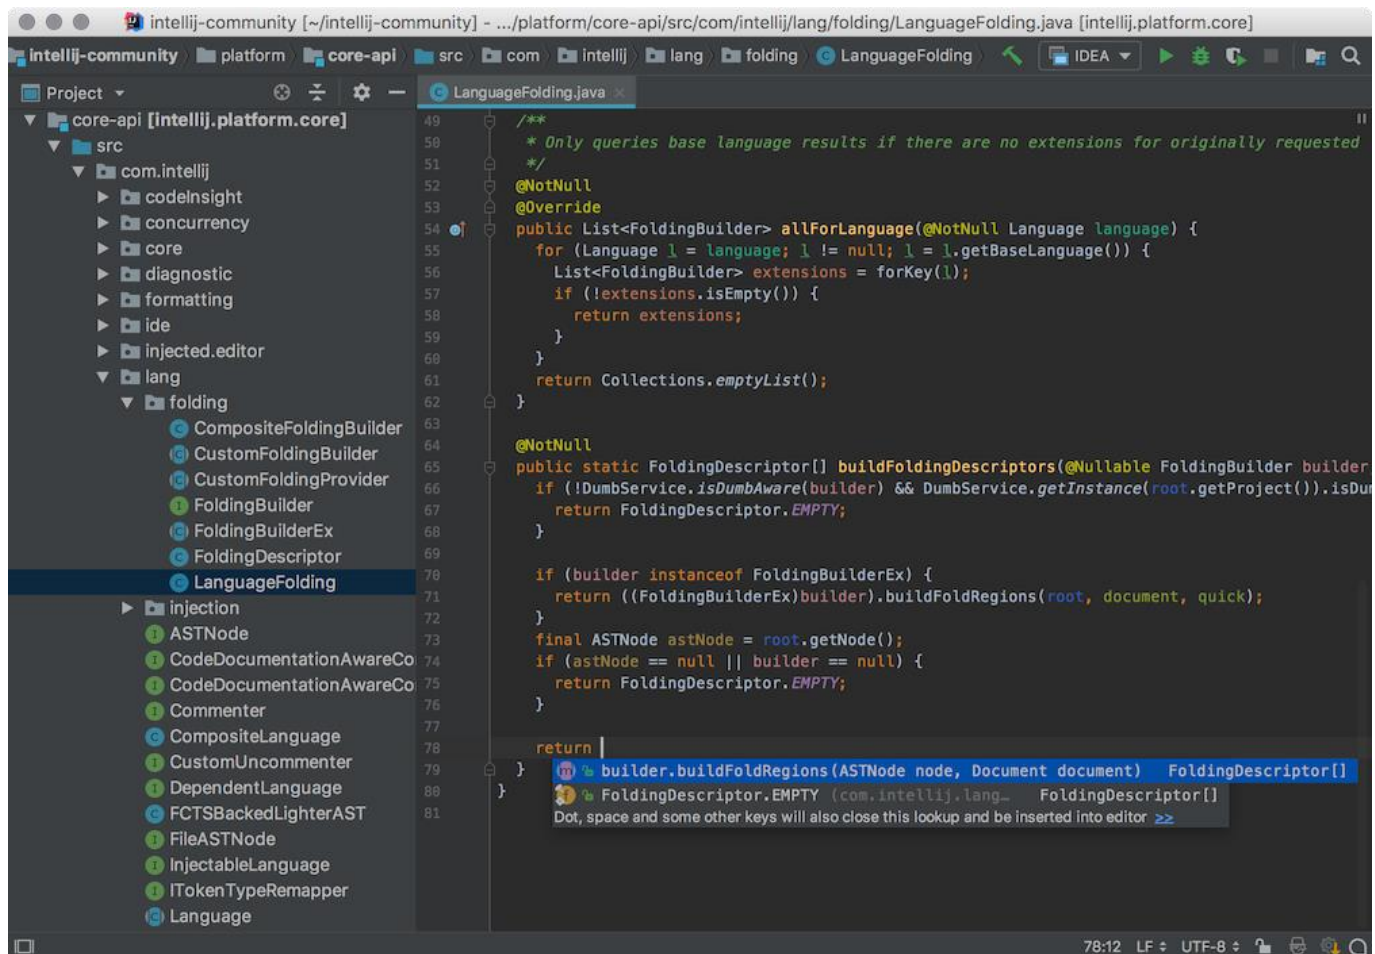 intellij-community [~/intellij-community] - .../platform/core-api/src/com/intellij/lang/folding/LanguageFolding.java [intellij.platform.core]
intellij-community platform core-api src com intellij lang folding LanguageFolding IDEA
Project
LanguageFolding.java
core-api [intellij.platform.core]
src
com.intellij
codeInsight
concurrency
core
diagnostic
formatting
ide
injected.editor
lang
folding
CompositeFoldingBuilder
CustomFoldingBuilder
CustomFoldingProvider
FoldingBuilder
FoldingBuilderEx
FoldingDescriptor
LanguageFolding
injection
ASTNode
CodeDocumentationAwareCo
CodeDocumentationAwareCo
Commenter
CompositeLanguage
CustomUncommenter
DependentLanguage
FCTSBackedLighterAST
FileASTNode
InjectableLanguage
ITokenTypeRemapper
Language
49 /**
50 * Only queries base language results if there are no extensions for originally requested
51 */
52 @NotNull
53 @Override
54 public List<FoldingBuilder> allForLanguage(@NotNull Language language) {
55 for (Language l = language; l != null; l = l.getBaseLanguage()) {
56 List<FoldingBuilder> extensions = forKey(l);
57 if (!extensions.isEmpty()) {
58 return extensions;
59 }
60 }
61 return Collections.emptyList();
62 }
63
64 @NotNull
65 public static FoldingDescriptor[] buildFoldingDescriptors(@Nullable FoldingBuilder builder
66 if (!DumbService.isDumbAware(builder) && DumbService.getInstance(root.getProject()).isDum
67 return FoldingDescriptor.EMPTY;
68 }
69
70 if (builder instanceof FoldingBuilderEx) {
71 return ((FoldingBuilderEx)builder).buildFoldRegions(root, document, quick);
72 }
73 final ASTNode astNode = root.getNode();
74 if (astNode == null || builder == null) {
75 return FoldingDescriptor.EMPTY;
76 }
77
78 return
79 }
80 }
81
builder.buildFoldRegions(ASTNode node, Document document) FoldingDescriptor[]
FoldingDescriptor.EMPTY (com.intellij.lang… FoldingDescriptor[]
Dot, space and some other keys will also close this lookup and be inserted into editor >>
78:12 LF UTF-8